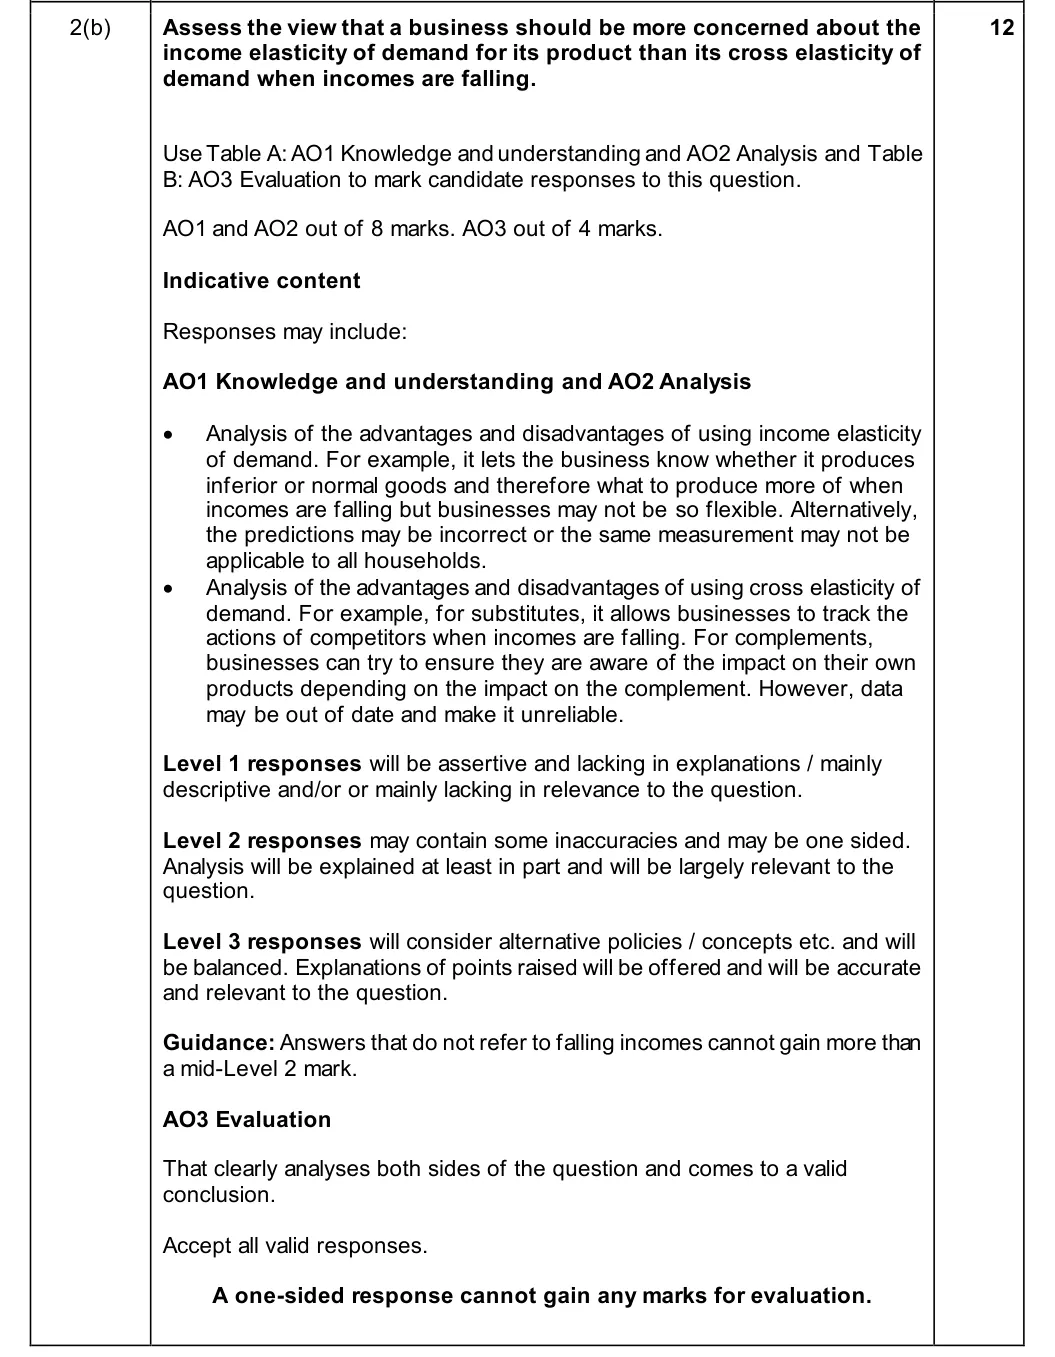 2(b) Assess the view that a business should be more concerned about the 12
income elasticity of demand for its product than its cross elasticity of
demand when incomes are falling.
Use Table A: AO1 Knowledge and understanding and AO2 Analysis and Table
B: AO3 Evaluation to mark candidate responses to this question.
AO1 and AO2 out of 8 marks. AO3 out of 4 marks.
Indicative content
Responses may include:
AO1 Knowledge and understanding and AO2 Analysis
• Analysis of the advantages and disadvantages of using income elasticity
of demand. For example, it lets the business know whether it produces
inferior or normal goods and therefore what to produce more of when
incomes are falling but businesses may not be so flexible. Alternatively,
the predictions may be incorrect or the same measurement may not be
applicable to all households.
• Analysis of the advantages and disadvantages of using cross elasticity of
demand. For example, for substitutes, it allows businesses to track the
actions of competitors when incomes are falling. For complements,
businesses can try to ensure they are aware of the impact on their own
products depending on the impact on the complement. However, data
may be out of date and make it unreliable.
Level 1 responses will be assertive and lacking in explanations / mainly
descriptive and/or or mainly lacking in relevance to the question.
Level 2 responses may contain some inaccuracies and may be one sided.
Analysis will be explained at least in part and will be largely relevant to the
question.
Level 3 responses will consider alternative policies / concepts etc. and will
be balanced. Explanations of points raised will be offered and will be accurate
and relevant to the question.
Guidance: Answers that do not refer to falling incomes cannot gain more than
a mid-Level 2 mark.
AO3 Evaluation
That clearly analyses both sides of the question and comes to a valid
conclusion.
Accept all valid responses.
A one-sided response cannot gain any marks for evaluation.